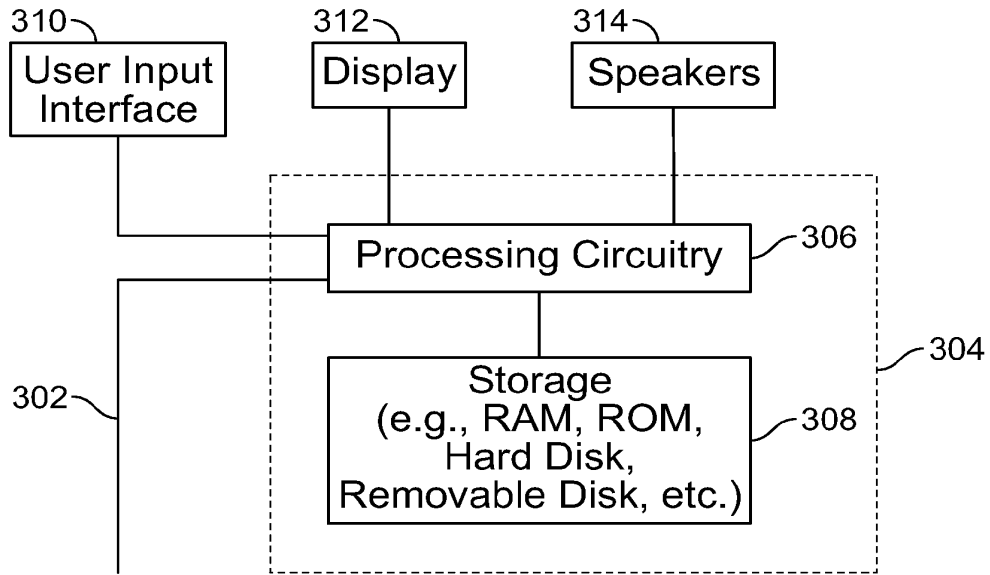 310
312
314
User Input
Interface
Display
Speakers
Processing Circuitry
306
304
302
Storage
(e.g., RAM, ROM,
Hard Disk,
Removable Disk, etc.)
308